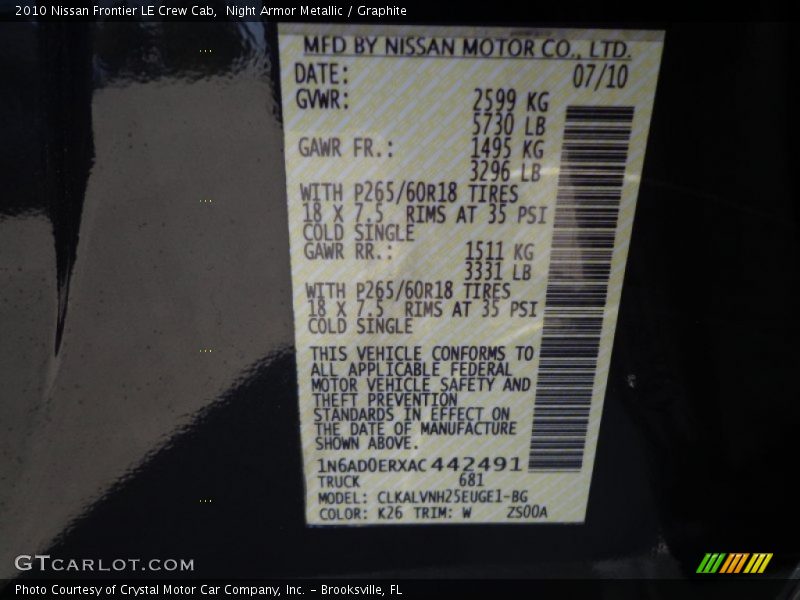 2010 Nissan Frontier LE Crew Cab,  Night Armor Metallic / Graphite
MFD BY NISSAN MOTOR CO., LTD.
DATE: 07/10
GVWR: 2599 KG
5730 LB
GAWR FR.: 1495 KG
3296 LB
WITH P265/60R18 TIRES
18 X 7.5 RIMS AT 35 PSI
COLD SINGLE
GAWR RR.: 1511 KG
3331 LB
WITH P265/60R18 TIRES
18 X 7.5 RIMS AT 35 PSI
COLD SINGLE
THIS VEHICLE CONFORMS TO
ALL APPLICABLE FEDERAL
MOTOR VEHICLE SAFETY AND
THEFT PREVENTION
STANDARDS IN EFFECT ON
THE DATE OF MANUFACTURE
SHOWN ABOVE.
1N6AD0ERXAC442491
TRUCK 681
MODEL: CLKALVNH25EUGE1-BG
COLOR: K26 TRIM: W ZS00A
GTCARLOT.COM
Photo Courtesy of Crystal Motor Car Company, Inc. – Brooksville, FL